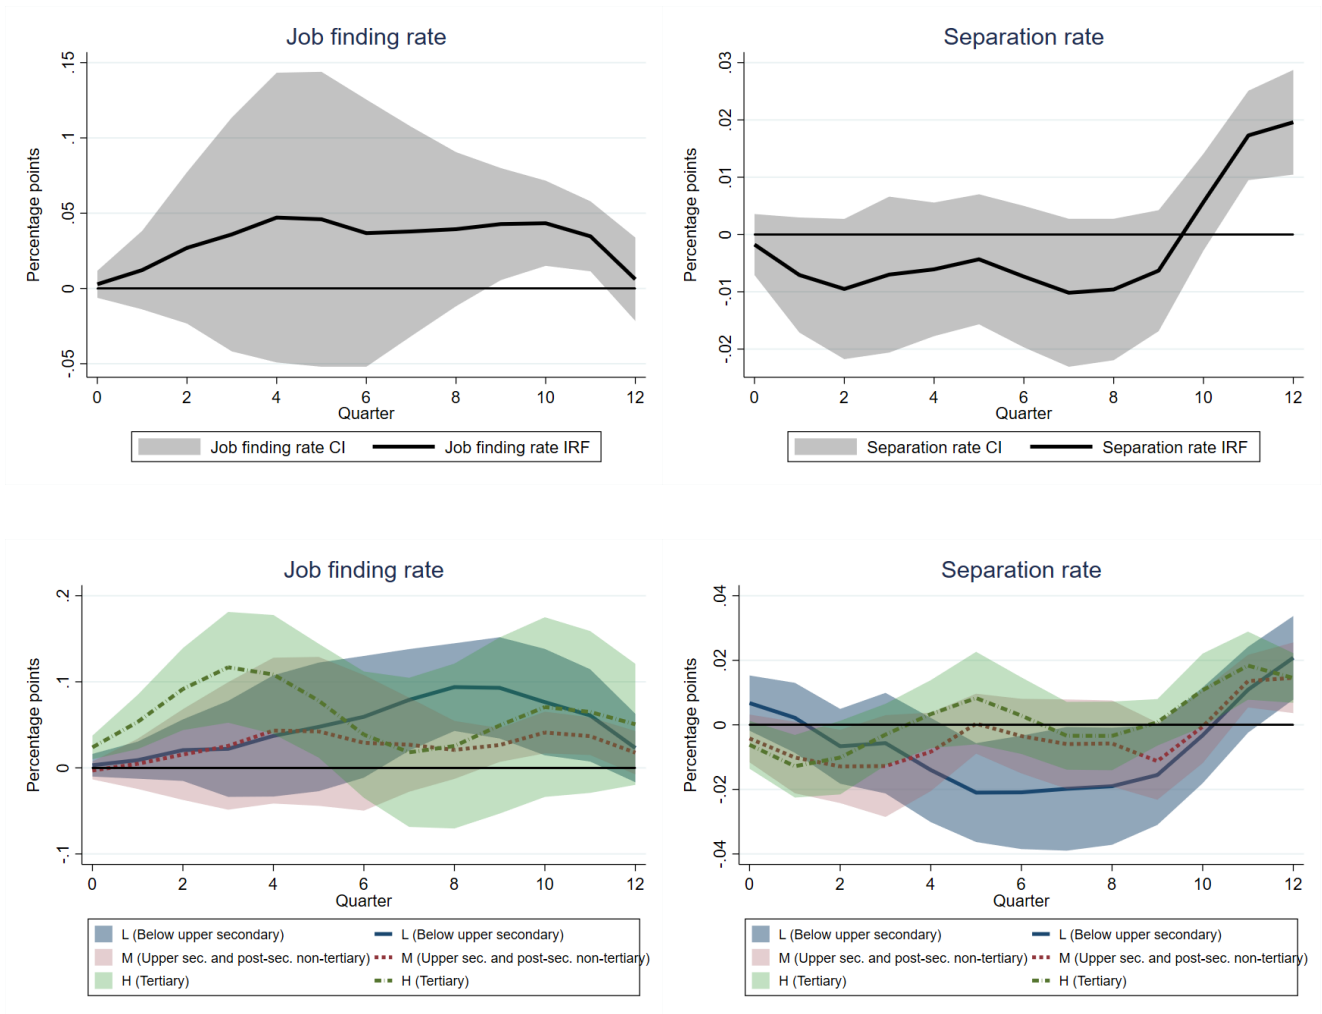 Job finding rate
Percentage points
.15
.1
.05
0
-.05
0 2 4 6 8 10 12
Quarter
Job finding rate CI Job finding rate IRF
Separation rate
Percentage points
.03
.02
.01
0
-.01
-.02
0 2 4 6 8 10 12
Quarter
Separation rate CI Separation rate IRF
Job finding rate
Percentage points
.2
.1
0
-.1
0 2 4 6 8 10 12
Quarter
L (Below upper secondary) L (Below upper secondary)
M (Upper sec. and post-sec. non-tertiary) M (Upper sec. and post-sec. non-tertiary)
H (Tertiary) H (Tertiary)
Separation rate
Percentage points
.04
.02
0
-.02
-.04
0 2 4 6 8 10 12
Quarter
L (Below upper secondary) L (Below upper secondary)
M (Upper sec. and post-sec. non-tertiary) M (Upper sec. and post-sec. non-tertiary)
H (Tertiary) H (Tertiary)